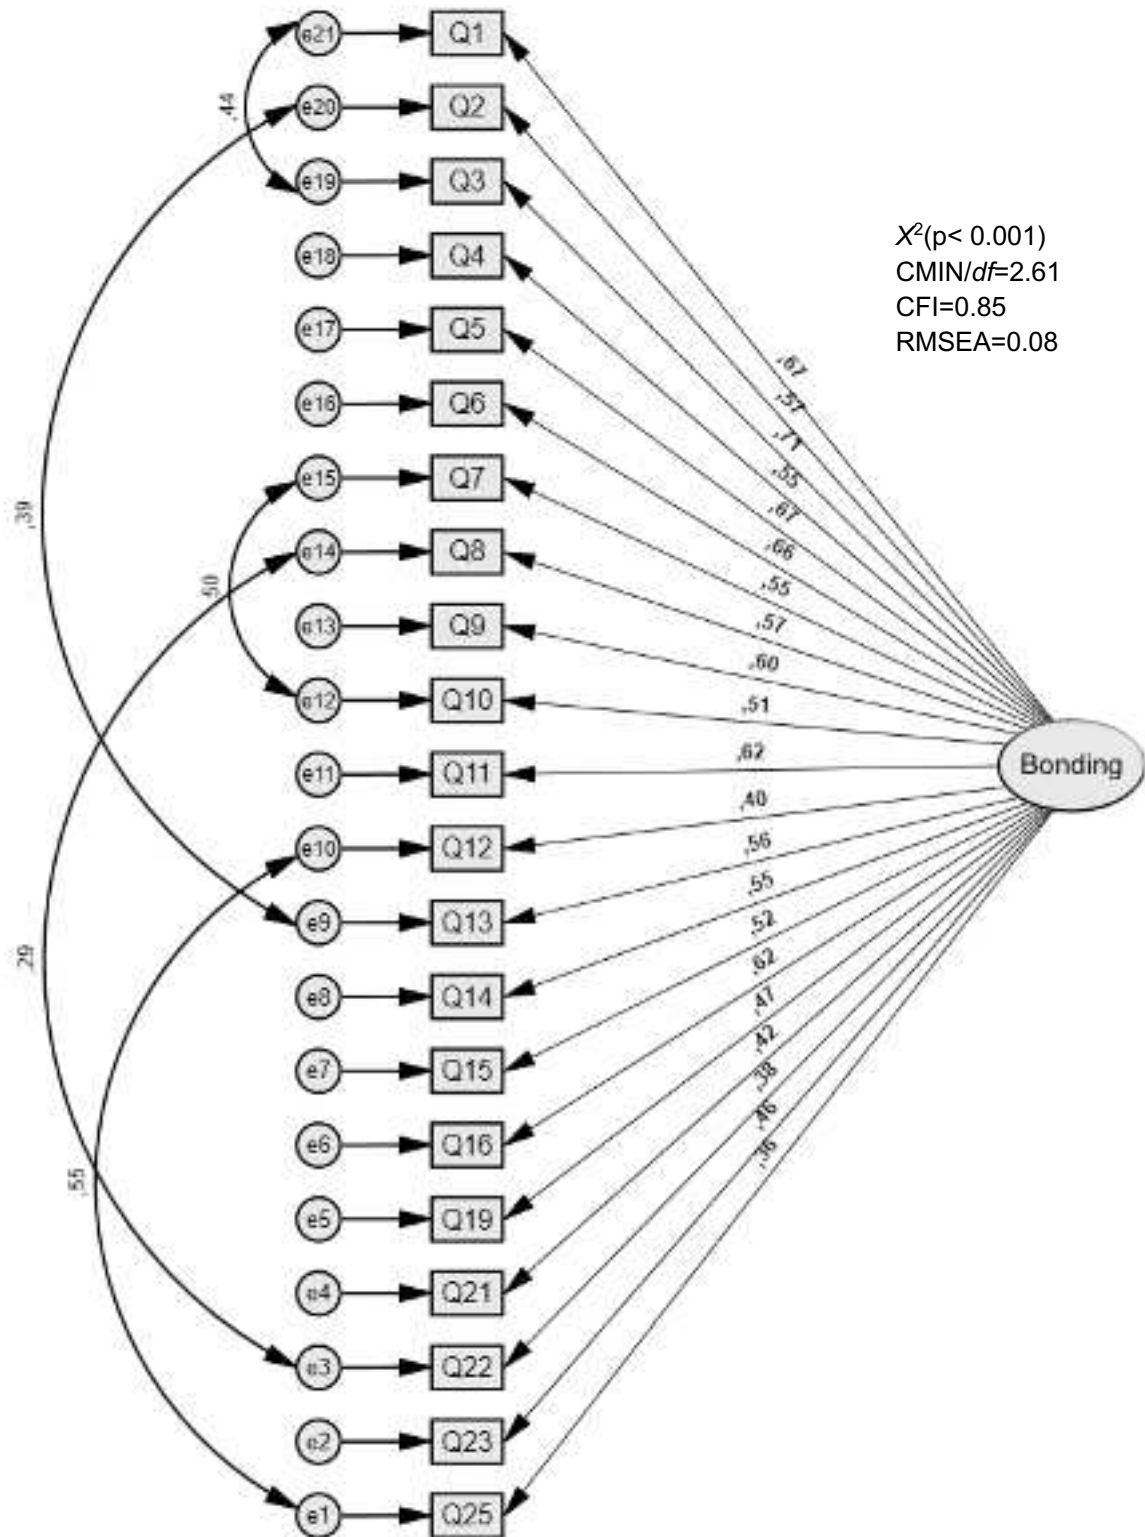 e21 Q1
,44
e20 Q2
e19 Q3
X²(p< 0.001)
CMIN/df=2.61
CFI=0.85
RMSEA=0.08
e18 Q4
e17 Q5
e16 Q6
e15 Q7
e14 Q8
e13 Q9
e12 Q10
e11 Q11
e10 Q12
e9 Q13
e8 Q14
e7 Q15
e6 Q16
e5 Q19
e4 Q21
e3 Q22
e2 Q23
e1 Q25
,39
,50
,29
,55
,67
,57
,71
,55
,67
,66
,55
,57
,60
,51
,62
,40
,56
,55
,52
,62
,47
,42
,38
,46
,36
Bonding